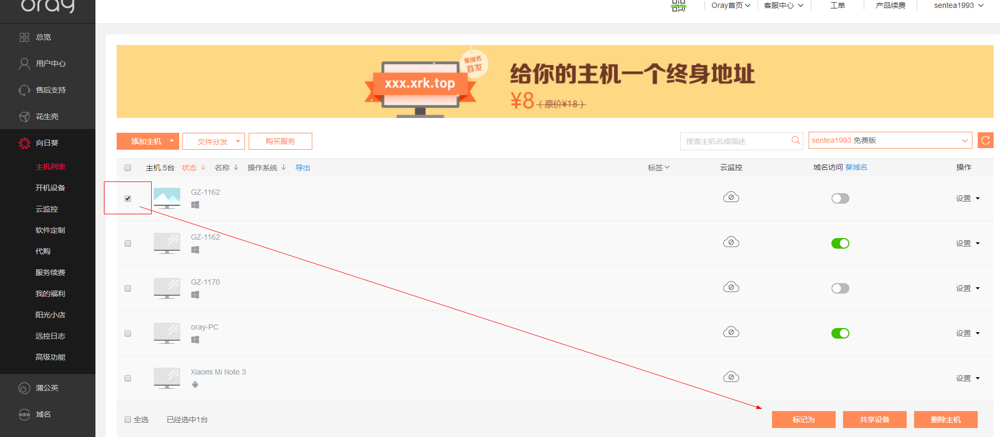 oray
Oray首页
客服中心
工单
产品续费
sentea1993
总览
用户中心
售后支持
花生壳
向日葵
主机列表
开机设备
云监控
软件定制
代购
服务续费
我的福利
阳光小店
远控日志
高级功能
蒲公英
www 域名
xxx.xrk.top
葵域名
首发
给你的主机一个终身地址
¥8 (原价¥18)
添加主机
文件分发
购买服务
搜索主机名或描述
sentea1993 免费版
主机:5台 状态 名称 操作系统 导出 标签 云监控 域名访问 葵域名 操作
GZ-1162
设置
GZ-1162
设置
GZ-1170
设置
oray-PC
设置
Xiaomi Mi Note 3
设置
全选 已经选中1台
标记为
共享设备
删除主机